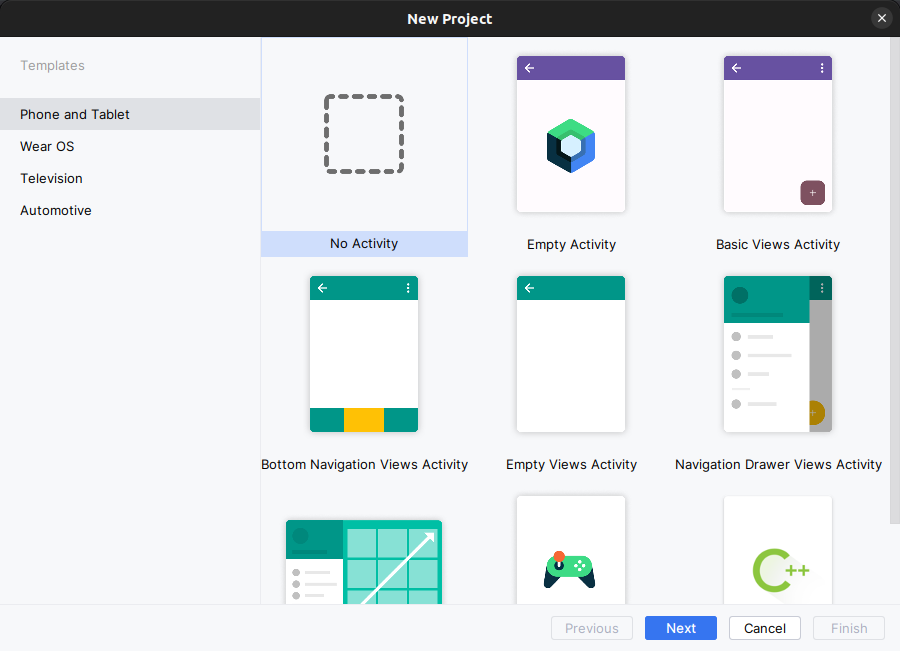 New Project
Templates
Phone and Tablet
Wear OS
Television
Automotive
No Activity
Empty Activity
Basic Views Activity
Bottom Navigation Views Activity
Empty Views Activity
Navigation Drawer Views Activity
C++
Previous
Next
Cancel
Finish